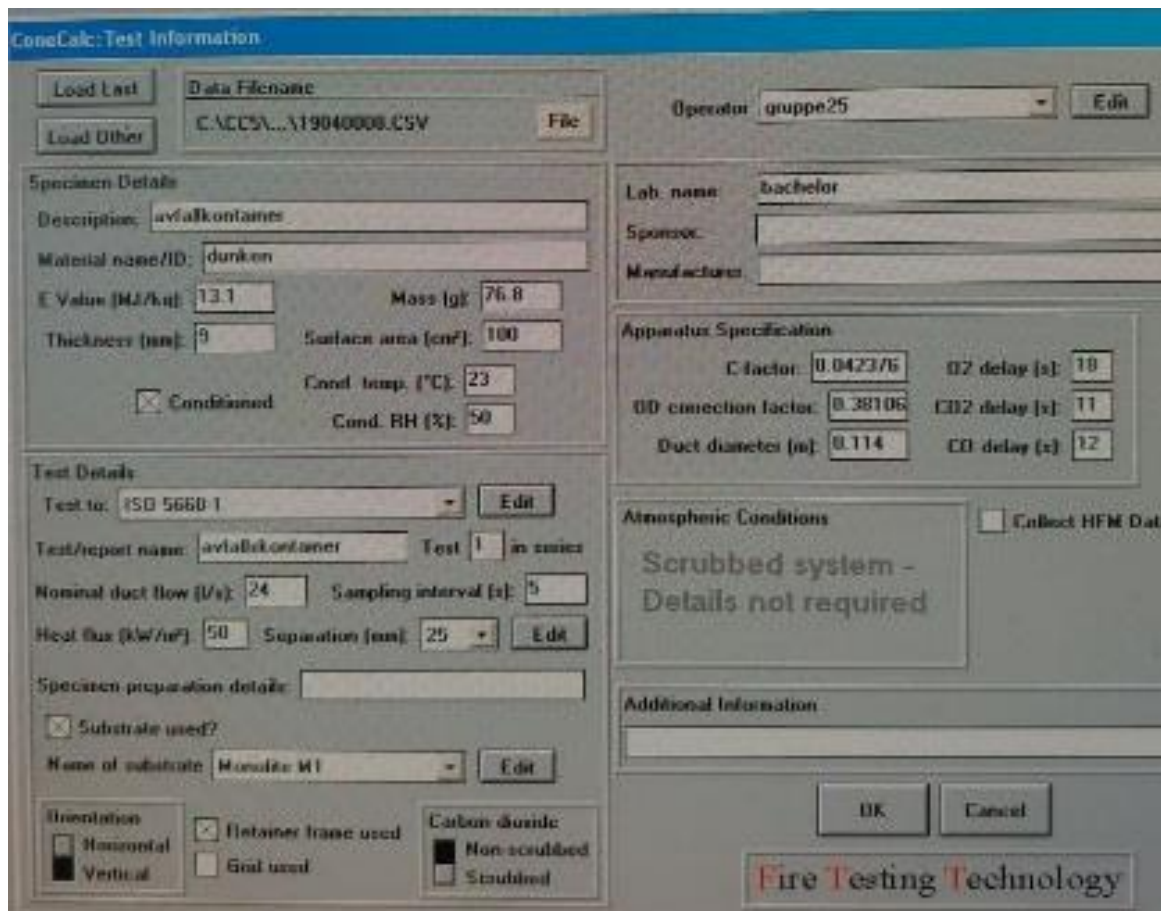 ConeCalc: Test Information
Load Last
Load Other
Data Filename
C:\CC5\...\19040008.CSV
File
Operator gruppe25
Edit
Specimen Details
Description: avfallkontainer
Material name/ID: dunken
E Value (MJ/kg): 13.1
Mass (g): 76.8
Thickness (mm): 9
Surface area (cm²): 100
Conditioned
Cond. temp. (°C): 23
Cond. RH (%): 50
Lab. name bachelor
Sponsor:
Manufacturer
Apparatus Specification
C-factor: 0.042376
O2 delay (s): 18
OD correction factor: 0.38106
CO2 delay (s): 11
Duct diameter (m): 0.114
CO delay (s): 12
Test Details
Test to: ISO 5660-1
Edit
Test/report name: avfallskontainer
Test 1 in series
Nominal duct flow (l/s): 24
Sampling interval (s): 5
Heat flux (kW/m²) 50
Separation (mm): 25
Edit
Specimen preparation details:
Substrate used?
Name of substrate Monolite M1
Edit
Orientation
Horizontal
Vertical
Retainer frame used
Grid used
Carbon dioxide
Non-scrubbed
Scrubbed
Atmospheric Conditions
Scrubbed system -
Details not required
Collect HFM Dat
Additional Information
OK
Cancel
Fire Testing Technology